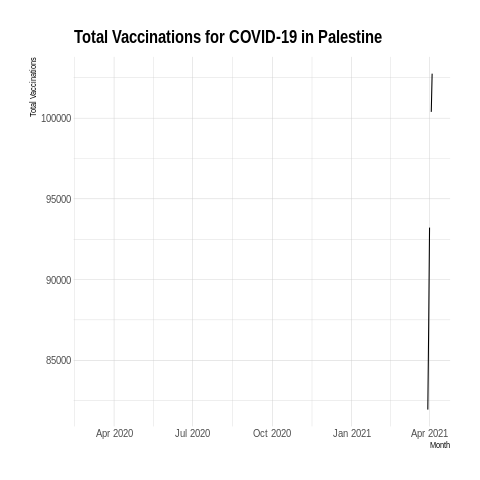 Total Vaccinations for COVID-19 in Palestine
Total Vaccinations
100000
95000
90000
85000
Apr 2020 Jul 2020 Oct 2020 Jan 2021 Apr 2021
Month